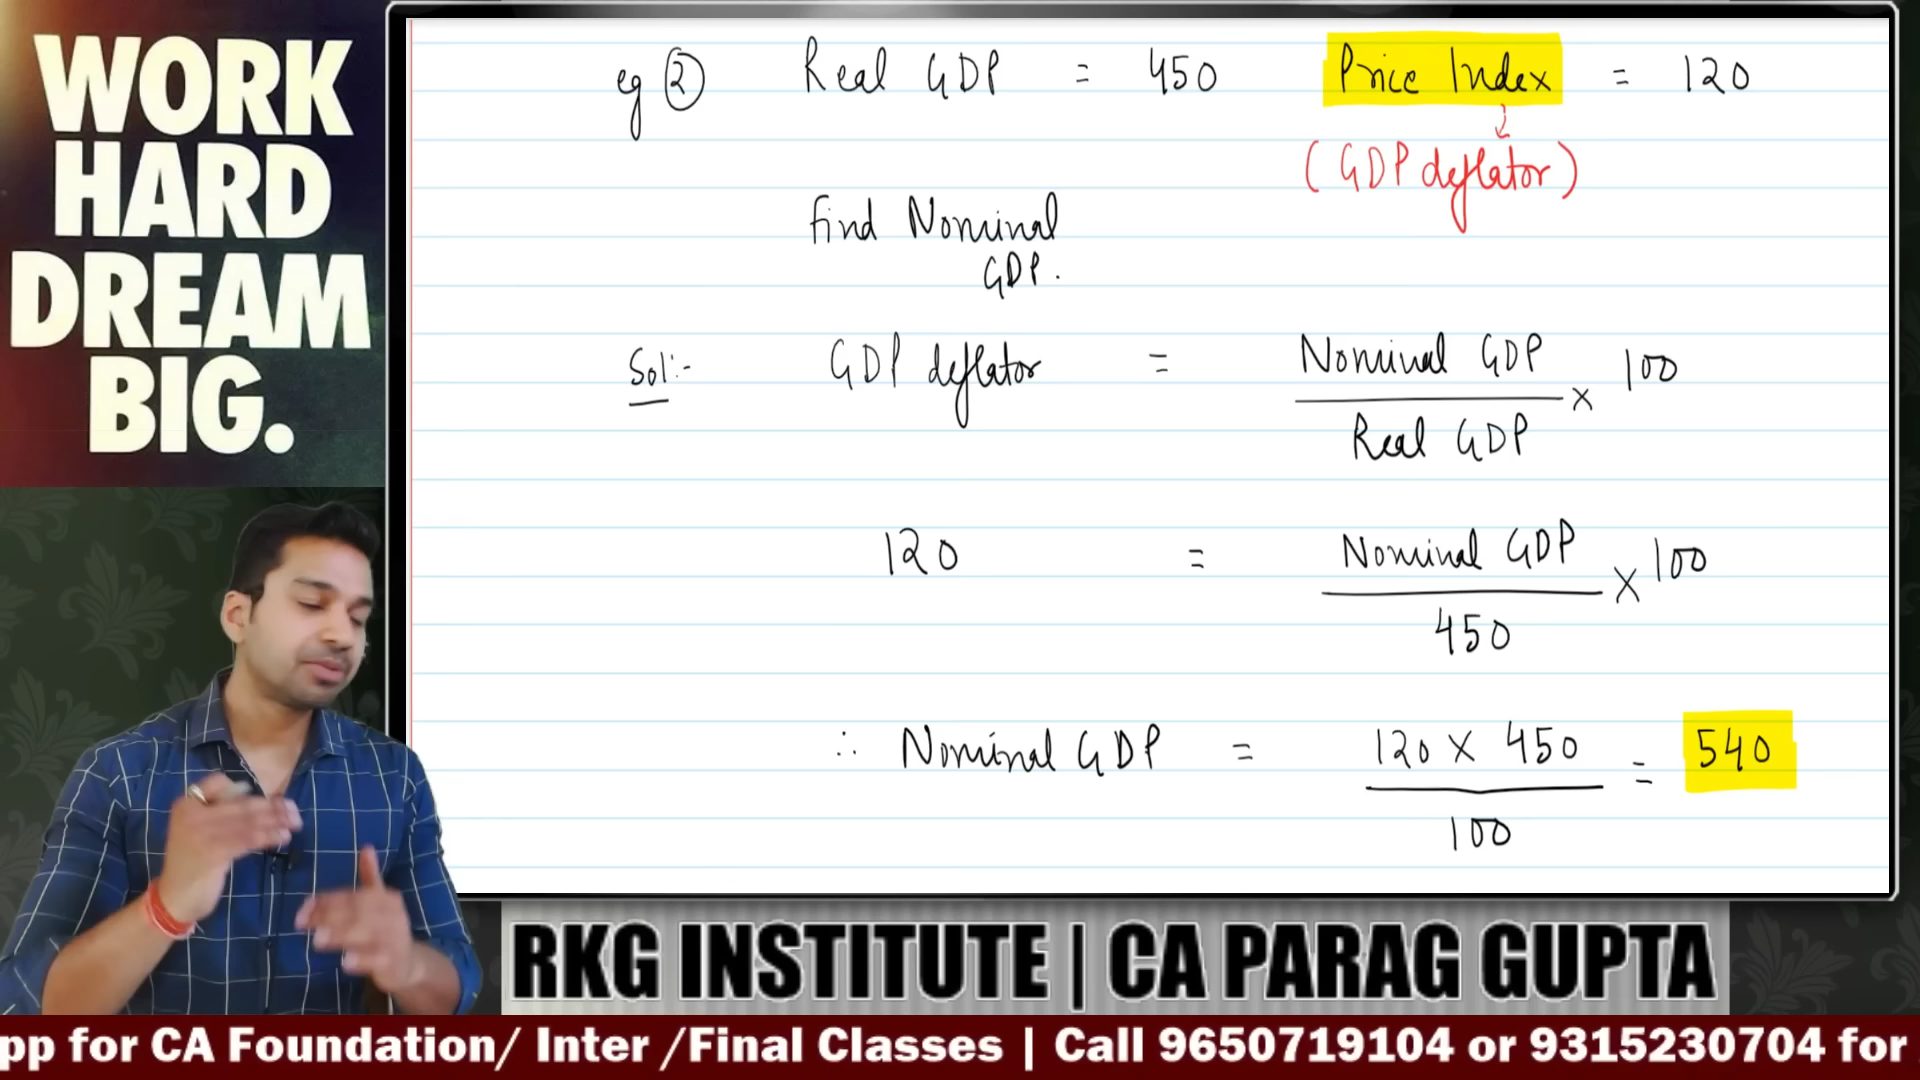 WORK
HARD
DREAM
BIG.
eg ② Real GDP = 450 Price Index = 120
(GDP deflator)
find Nominal
GDP.
Sol:- GDP deflator = Nominal GDP × 100
Real GDP
120 = Nominal GDP × 100
450
∴ Nominal GDP = 120 × 450 = 540
100
RKG INSTITUTE | CA PARAG GUPTA
pp for CA Foundation/ Inter /Final Classes | Call 9650719104 or 9315230704 for